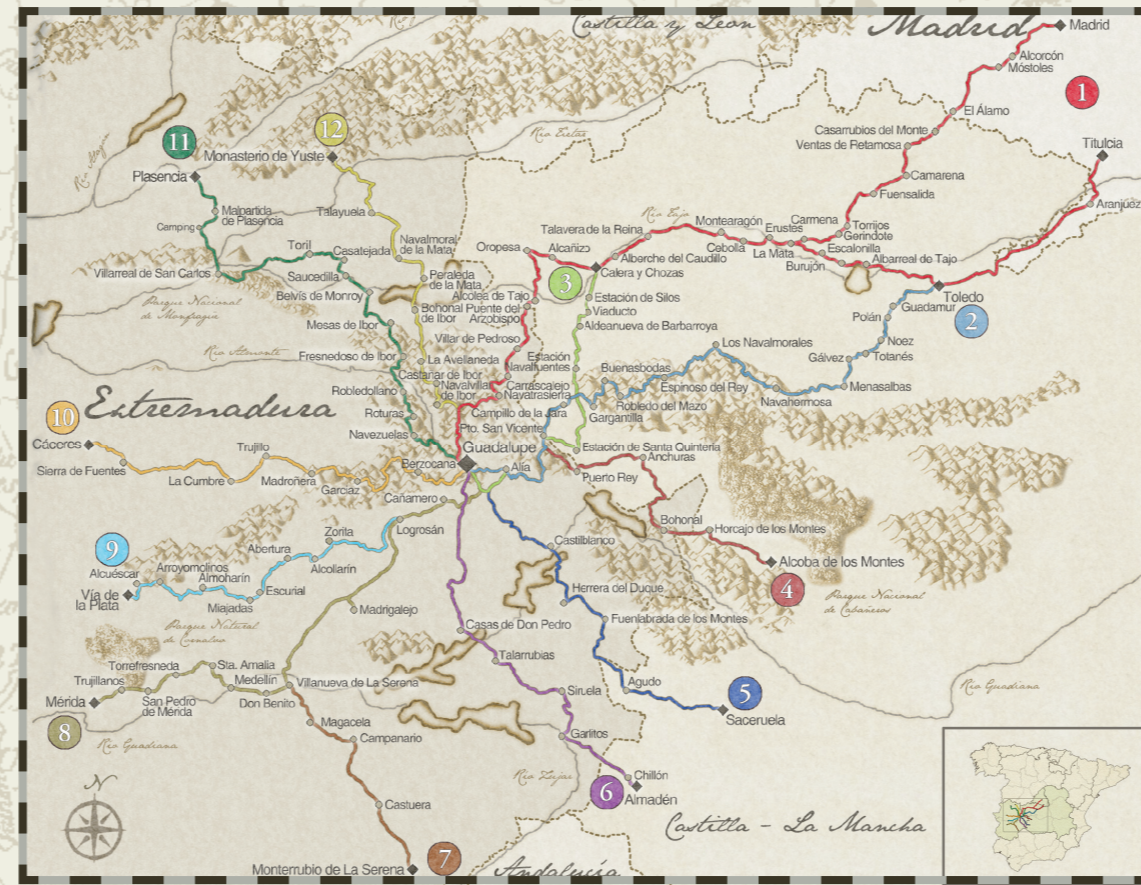 Castilla y León
Madrid
Madrid
Alcorcón
Móstoles
1
El Álamo
Río Tietar
12
11
Casarrubios del Monte
Ventas de Retamosa
Titulcia
Monasterio de Yuste
Plasencia
Camarena
Fuensalida
Aranjuez
Malpartida
de Plasencia
Talayuela
Río Tajo
Camping
Montearagón
Carmena
Torrijos
Talavera de la Reina
Erustes
Gerindote
Navalmoral
de la Mata
Toril
Casatejada
Oropesa
Alcañizo
Cebolla
La Mata
Escalonilla
Alberche del Caudillo
Burujón
Albarreal de Tajo
Villarreal de San Carlos
Saucedilla
Peraleda
de la Mata
3
Calera y Chozas
Belvís de Monroy
Alcolea de Tajo
Estación de Silos
Toledo
Parque Nacional
de Monfragüe
Bohonal
de Ibor
Puente del
Arzobispo
Viaducto
Guadamur
2
Polán
Mesas de Ibor
Aldeanueva de Barbarroya
Villar de Pedroso
Noez
Río Almonte
Los Navalmorales
Fresnedoso de Ibor
La Avellaneda
Estación
Navalfuentes
Gálvez
Totanés
Castañar de Ibor
Buenasbodas
Robledollano
Navalvillar
de Ibor
Carrascalejo
Navatrasierra
Espinoso del Rey
Menasalbas
Extremadura
10
Robledo del Mazo
Navahermosa
Roturas
Campillo de la Jara
Gargantilla
Pto. San Vicente
Navezuelas
Cáceres
Trujillo
Guadalupe
Estación de Santa Quinteria
Anchuras
Sierra de Fuentes
Berzocana
Alía
La Cumbre
Madroñera
Garciaz
Puerto Rey
Cañamero
Bohonal
Horcajo de los Montes
Zorita
Logrosán
9
Abertura
Castilblanco
Alcuéscar
Arroyomolinos
Alcollarín
Alcoba de los Montes
Almoharín
Escurial
Herrera del Duque
4
Vía de
la Plata
Miajadas
Madrigalejo
Parque Nacional
de Cabañeros
Parque Natural
de Cornalvo
Casas de Don Pedro
Fuenlabrada de los Montes
Torrefresneda
Sta. Amalia
Talarrubias
Trujillanos
Medellín
Villanueva de La Serena
Siruela
Agudo
5
Río Guadiana
Mérida
San Pedro
de Mérida
Don Benito
Saceruela
8
Magacela
Río Guadiana
Campanario
Garlitos
N
Río Zujar
Chillón
6
Almadén
Castuera
Castilla - La Mancha
Monterrubio de La Serena
7
Andalucía